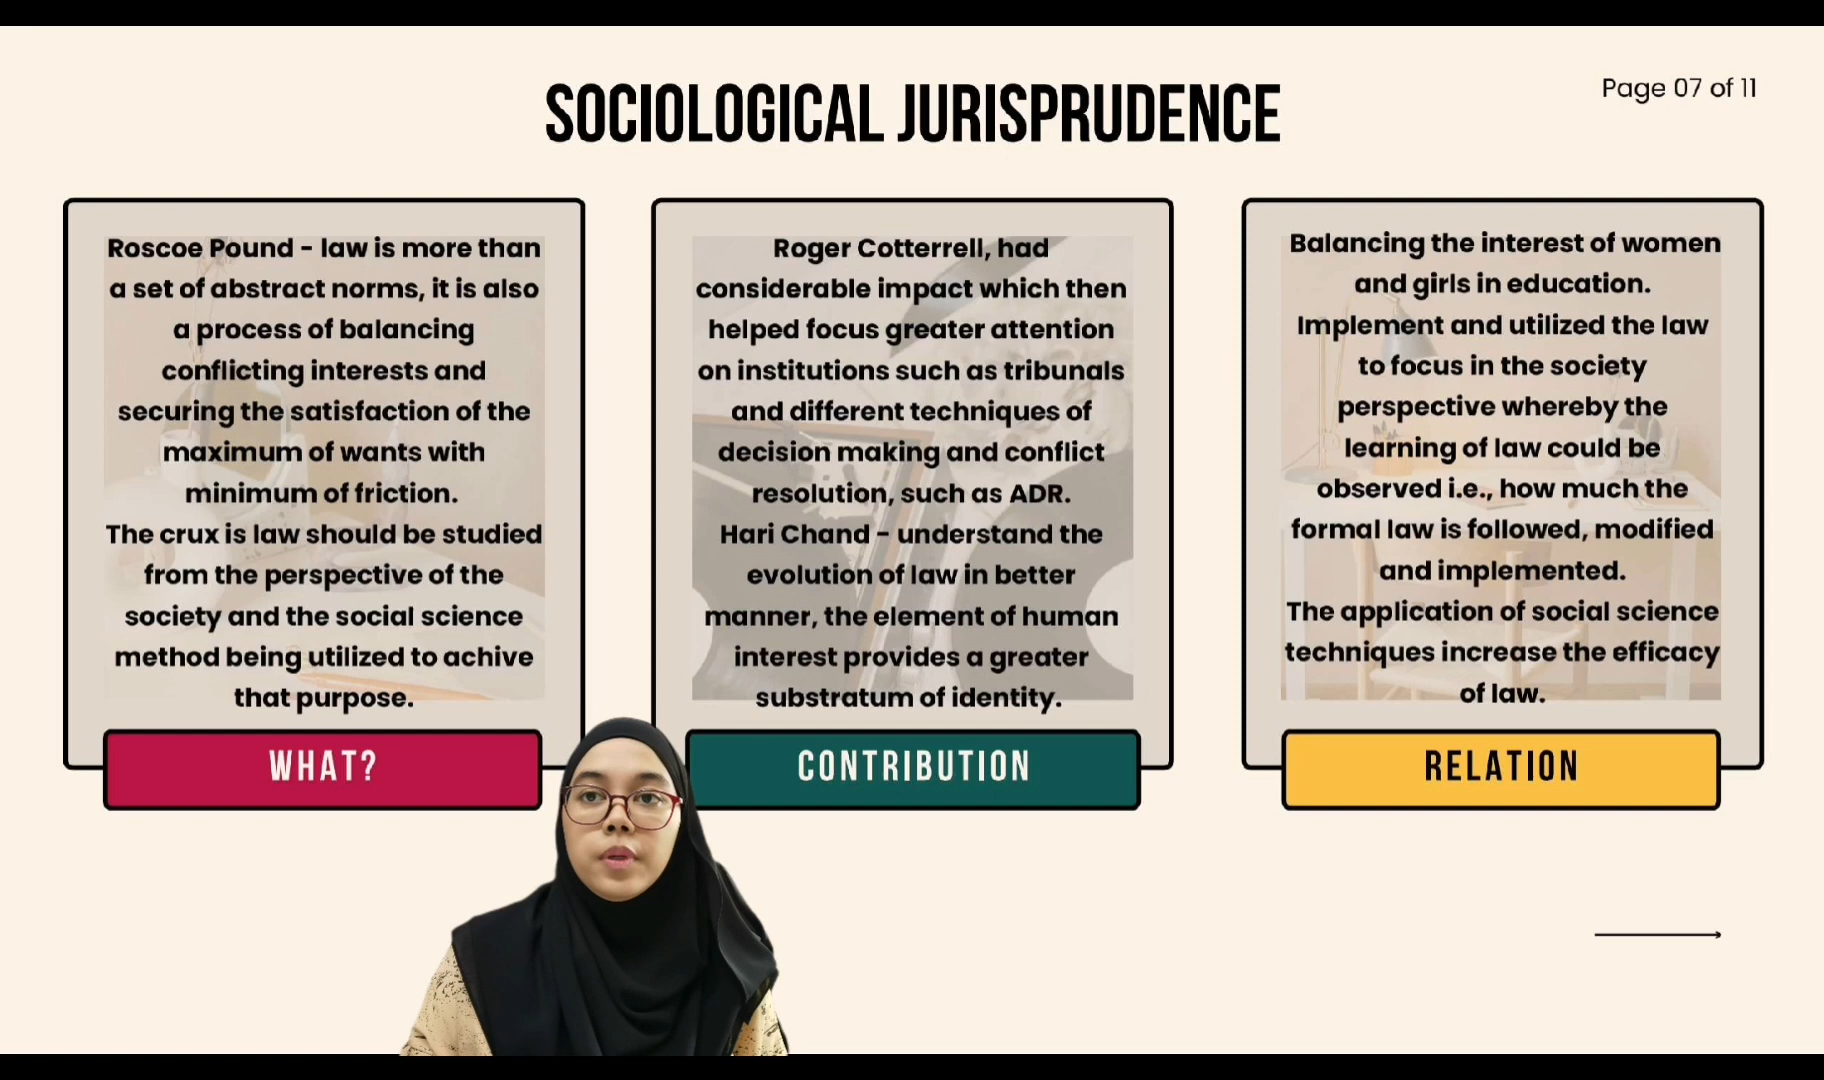 SOCIOLOGICAL JURISPRUDENCE
Page 07 of 11
Roscoe Pound - law is more than
a set of abstract norms, it is also
a process of balancing
conflicting interests and
securing the satisfaction of the
maximum of wants with
minimum of friction.
The crux is law should be studied
from the perspective of the
society and the social science
method being utilized to achive
that purpose.
WHAT?
Roger Cotterrell, had
considerable impact which then
helped focus greater attention
on institutions such as tribunals
and different techniques of
decision making and conflict
resolution, such as ADR.
Hari Chand - understand the
evolution of law in better
manner, the element of human
interest provides a greater
substratum of identity.
CONTRIBUTION
Balancing the interest of women
and girls in education.
Implement and utilized the law
to focus in the society
perspective whereby the
learning of law could be
observed i.e., how much the
formal law is followed, modified
and implemented.
The application of social science
techniques increase the efficacy
of law.
RELATION